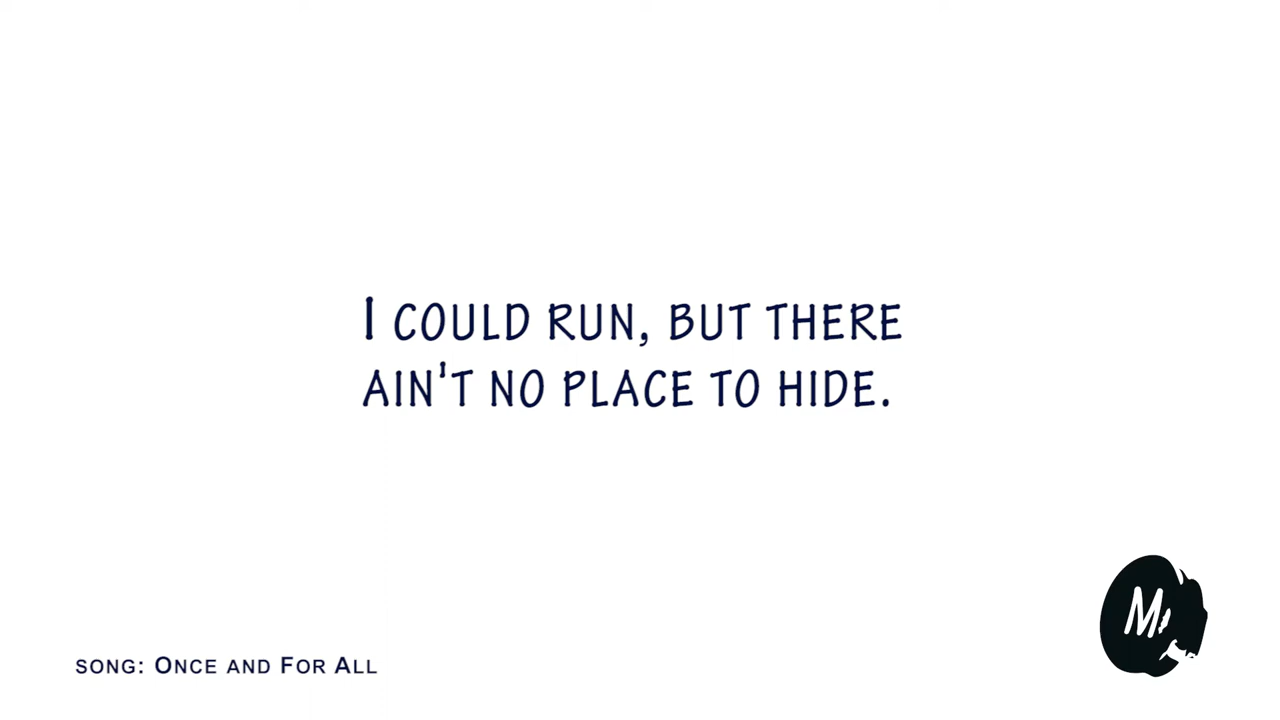 I COULD RUN, BUT THERE
AIN'T NO PLACE TO HIDE.
M
SONG: ONCE AND FOR ALL